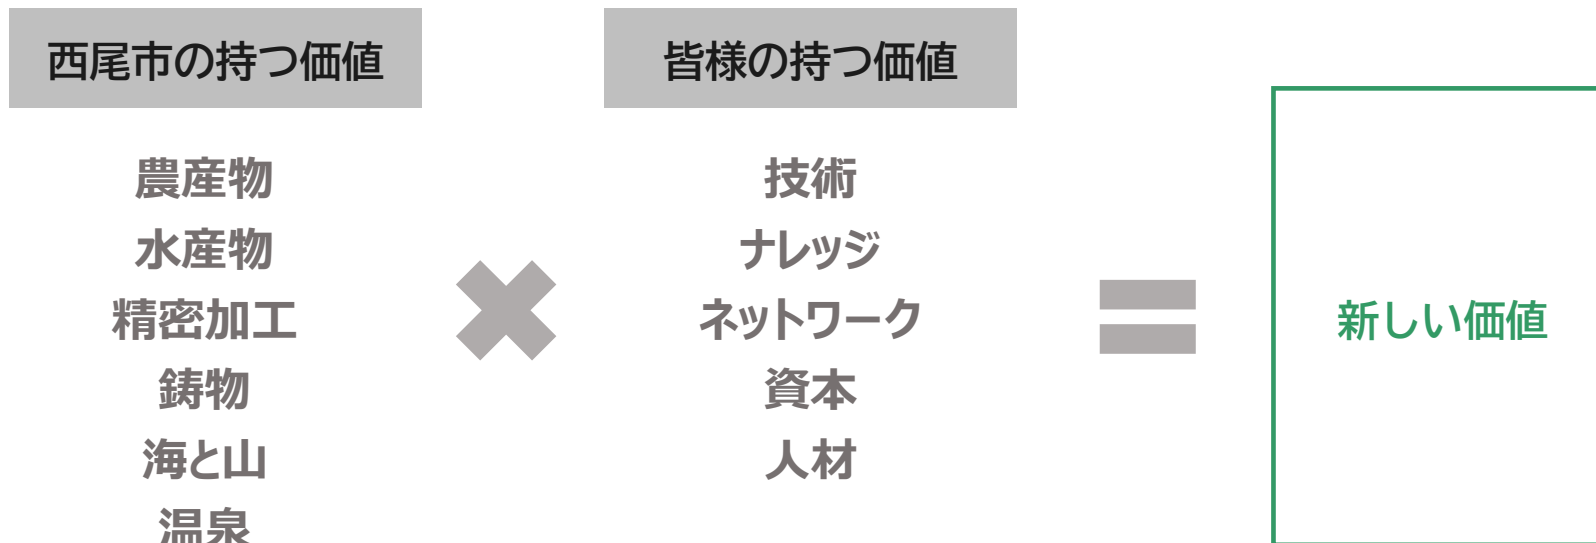 西尾市の持つ価値
農産物
水産物
精密加工
鋳物
海と山
温泉
皆様の持つ価値
技術
ナレッジ
ネットワーク
資本
人材
新しい価値